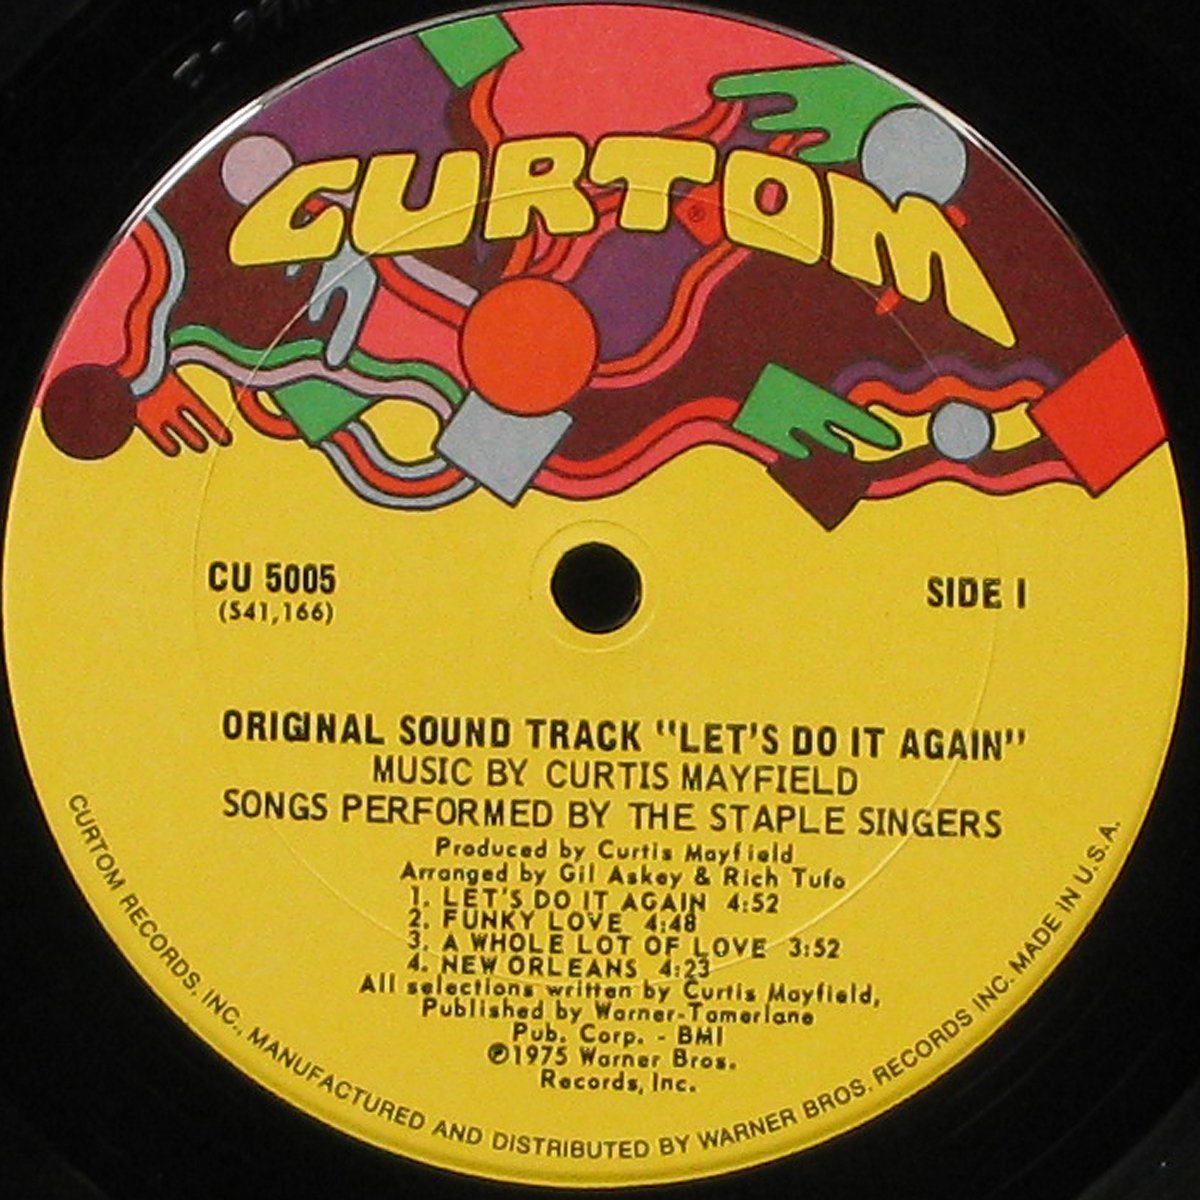 CURTOM
®
CU 5005
(S41,166)
SIDE 1
ORIGINAL SOUND TRACK "LET'S DO IT AGAIN"
MUSIC BY CURTIS MAYFIELD
SONGS PERFORMED BY THE STAPLE SINGERS
Produced by Curtis Mayfield
Arranged by Gil Askey & Rich Tufo
1. LET'S DO IT AGAIN 4:52
2. FUNKY LOVE 4:48
3. A WHOLE LOT OF LOVE 3:52
4. NEW ORLEANS 4:23
All selections written by Curtis Mayfield,
Published by Warner-Tamerlane
Pub. Corp. - BMI
℗1975 Warner Bros.
Records, Inc.
CURTOM RECORDS, INC., MANUFACTURED AND DISTRIBUTED BY WARNER BROS. RECORDS INC. MADE IN U.S.A.